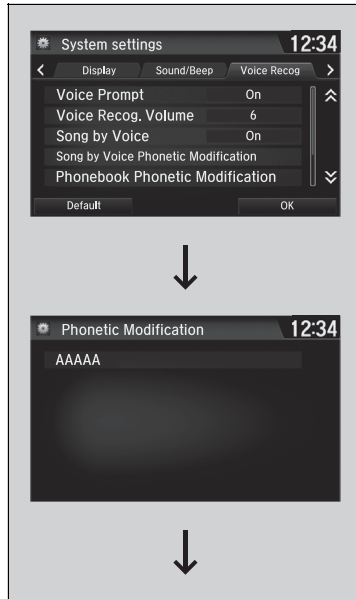 System settings 12:34
Display Sound/Beep Voice Recog
Voice Prompt On
Voice Recog. Volume 6
Song by Voice On
Song by Voice Phonetic Modification
Phonebook Phonetic Modification
Default OK
Phonetic Modification 12:34
AAAAA